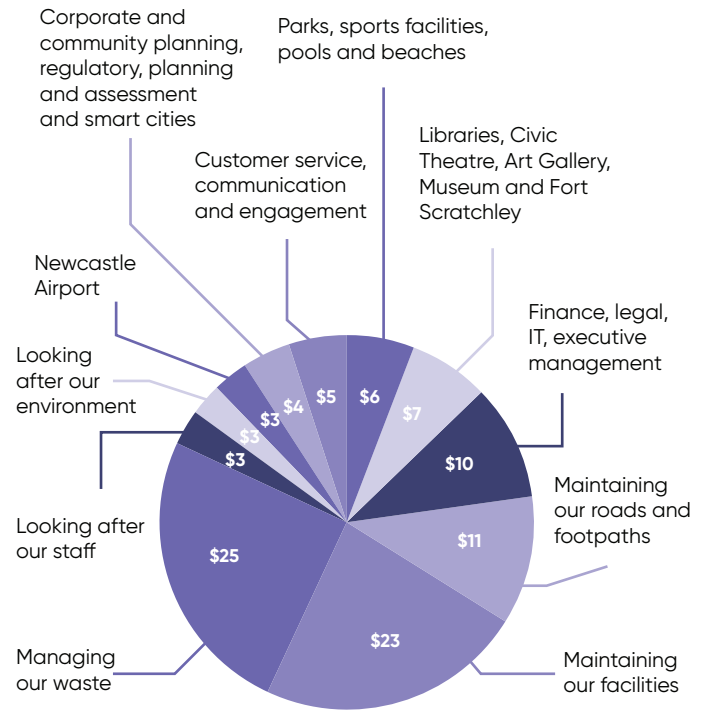 Corporate and
community planning,
regulatory, planning
and assessment
and smart cities
Parks, sports facilities,
pools and beaches
Customer service,
communication
and engagement
Libraries, Civic
Theatre, Art Gallery,
Museum and Fort
Scratchley
Newcastle
Airport
Finance, legal,
IT, executive
management
Looking
after our
environment
Maintaining
our roads and
footpaths
Looking after
our staff
Managing
our waste
Maintaining
our facilities
$6
$7
$10
$11
$23
$25
$3
$3
$3
$4
$5